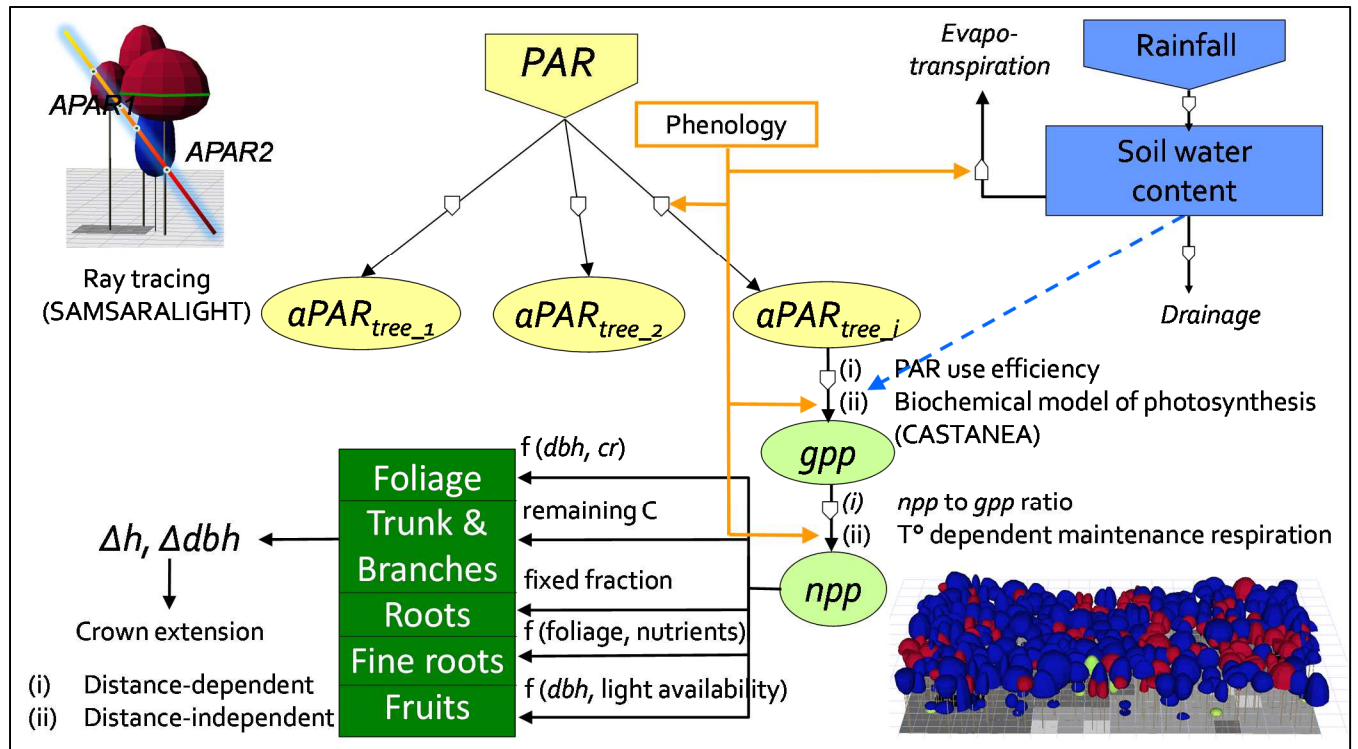 APAR1
APAR2
Ray tracing
(SAMSARALIGHT)
PAR
Phenology
Evapo-
transpiration
Rainfall
Soil water
content
Drainage
aPARtree_1
aPARtree_2
aPARtree_i
(i) PAR use efficiency
(ii) Biochemical model of photosynthesis
(CASTANEA)
gpp
(i) npp to gpp ratio
(ii) T° dependent maintenance respiration
npp
f (dbh, cr)
remaining C
fixed fraction
f (foliage, nutrients)
f (dbh, light availability)
Foliage
Trunk &
Branches
Roots
Fine roots
Fruits
Δh, Δdbh
Crown extension
(i) Distance-dependent
(ii) Distance-independent